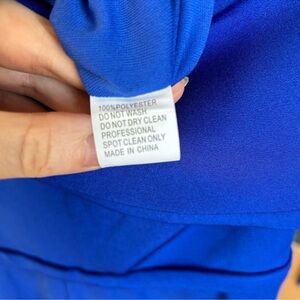 100%POLYESTER
DO NOT WASH
DO NOT DRY CLEAN
PROFESSIONAL
SPOT CLEAN ONLY
MADE IN CHINA